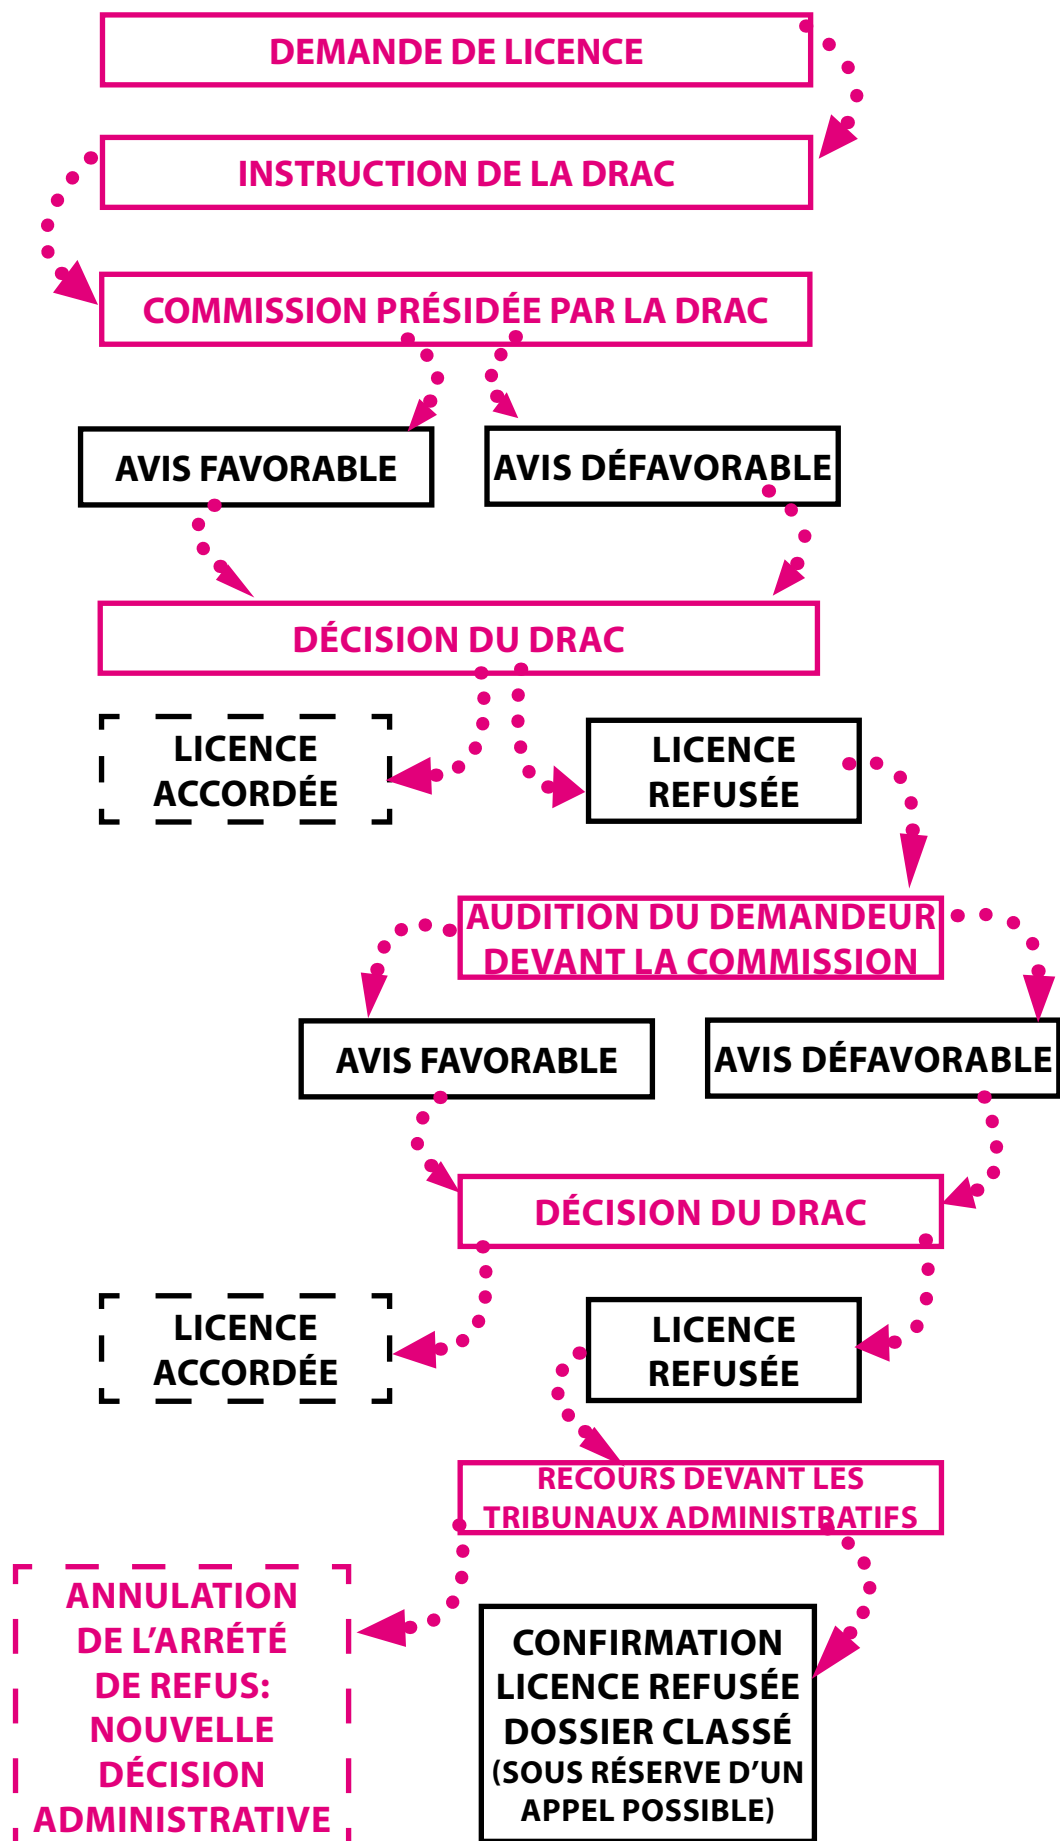 DEMANDE DE LICENCE
INSTRUCTION DE LA DRAC
COMMISSION PRÉSIDÉE PAR LA DRAC
AVIS FAVORABLE
AVIS DÉFAVORABLE
DÉCISION DU DRAC
LICENCE
ACCORDÉE
LICENCE
REFUSÉE
AUDITION DU DEMANDEUR
DEVANT LA COMMISSION
AVIS FAVORABLE
AVIS DÉFAVORABLE
DÉCISION DU DRAC
LICENCE
ACCORDÉE
LICENCE
REFUSÉE
RECOURS DEVANT LES
TRIBUNAUX ADMINISTRATIFS
ANNULATION
DE L’ARRÉTÉ
DE REFUS:
NOUVELLE
DÉCISION
ADMINISTRATIVE
CONFIRMATION
LICENCE REFUSÉE
DOSSIER CLASSÉ
(SOUS RÉSERVE D’UN
APPEL POSSIBLE)